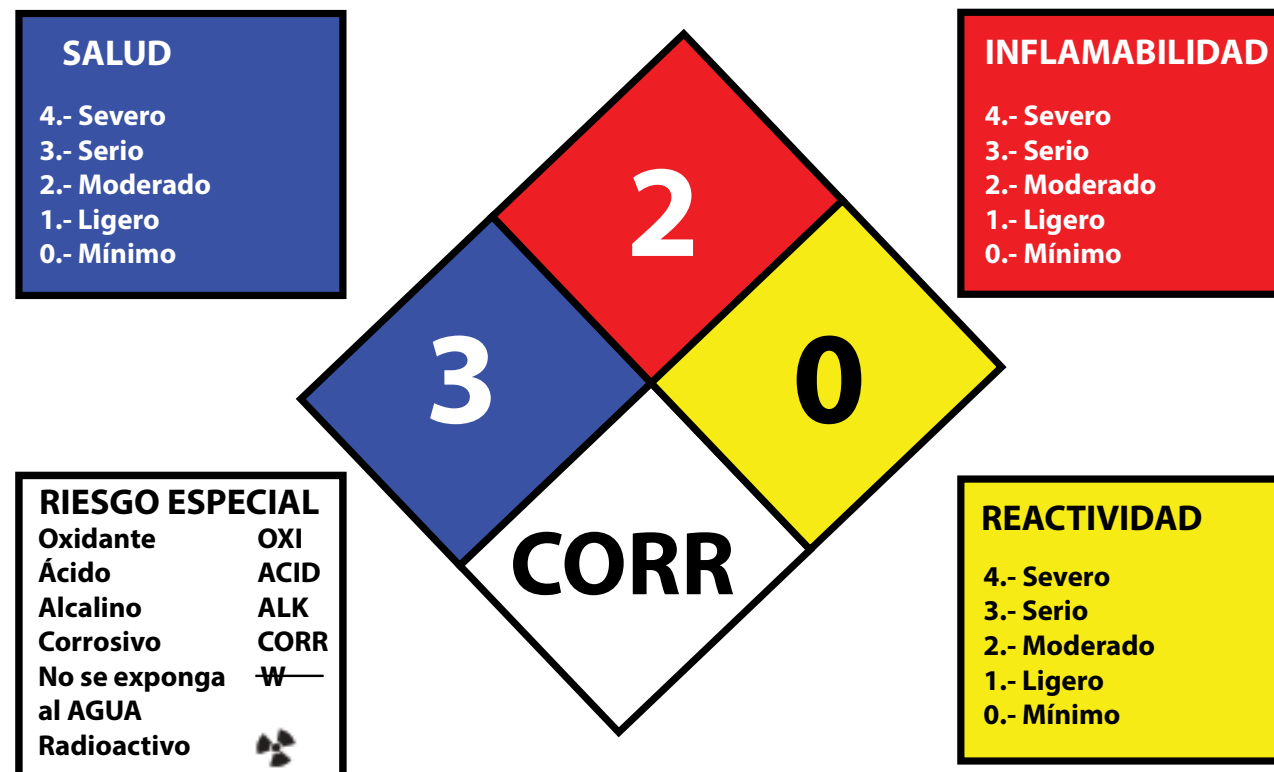 SALUD
4.- Severo
3.- Serio
2.- Moderado
1.- Ligero
0.- Mínimo
INFLAMABILIDAD
4.- Severo
3.- Serio
2.- Moderado
1.- Ligero
0.- Mínimo
2
3
0
CORR
RIESGO ESPECIAL
Oxidante OXI
Ácido ACID
Alcalino ALK
Corrosivo CORR
No se exponga W
al AGUA
Radioactivo
REACTIVIDAD
4.- Severo
3.- Serio
2.- Moderado
1.- Ligero
0.- Mínimo